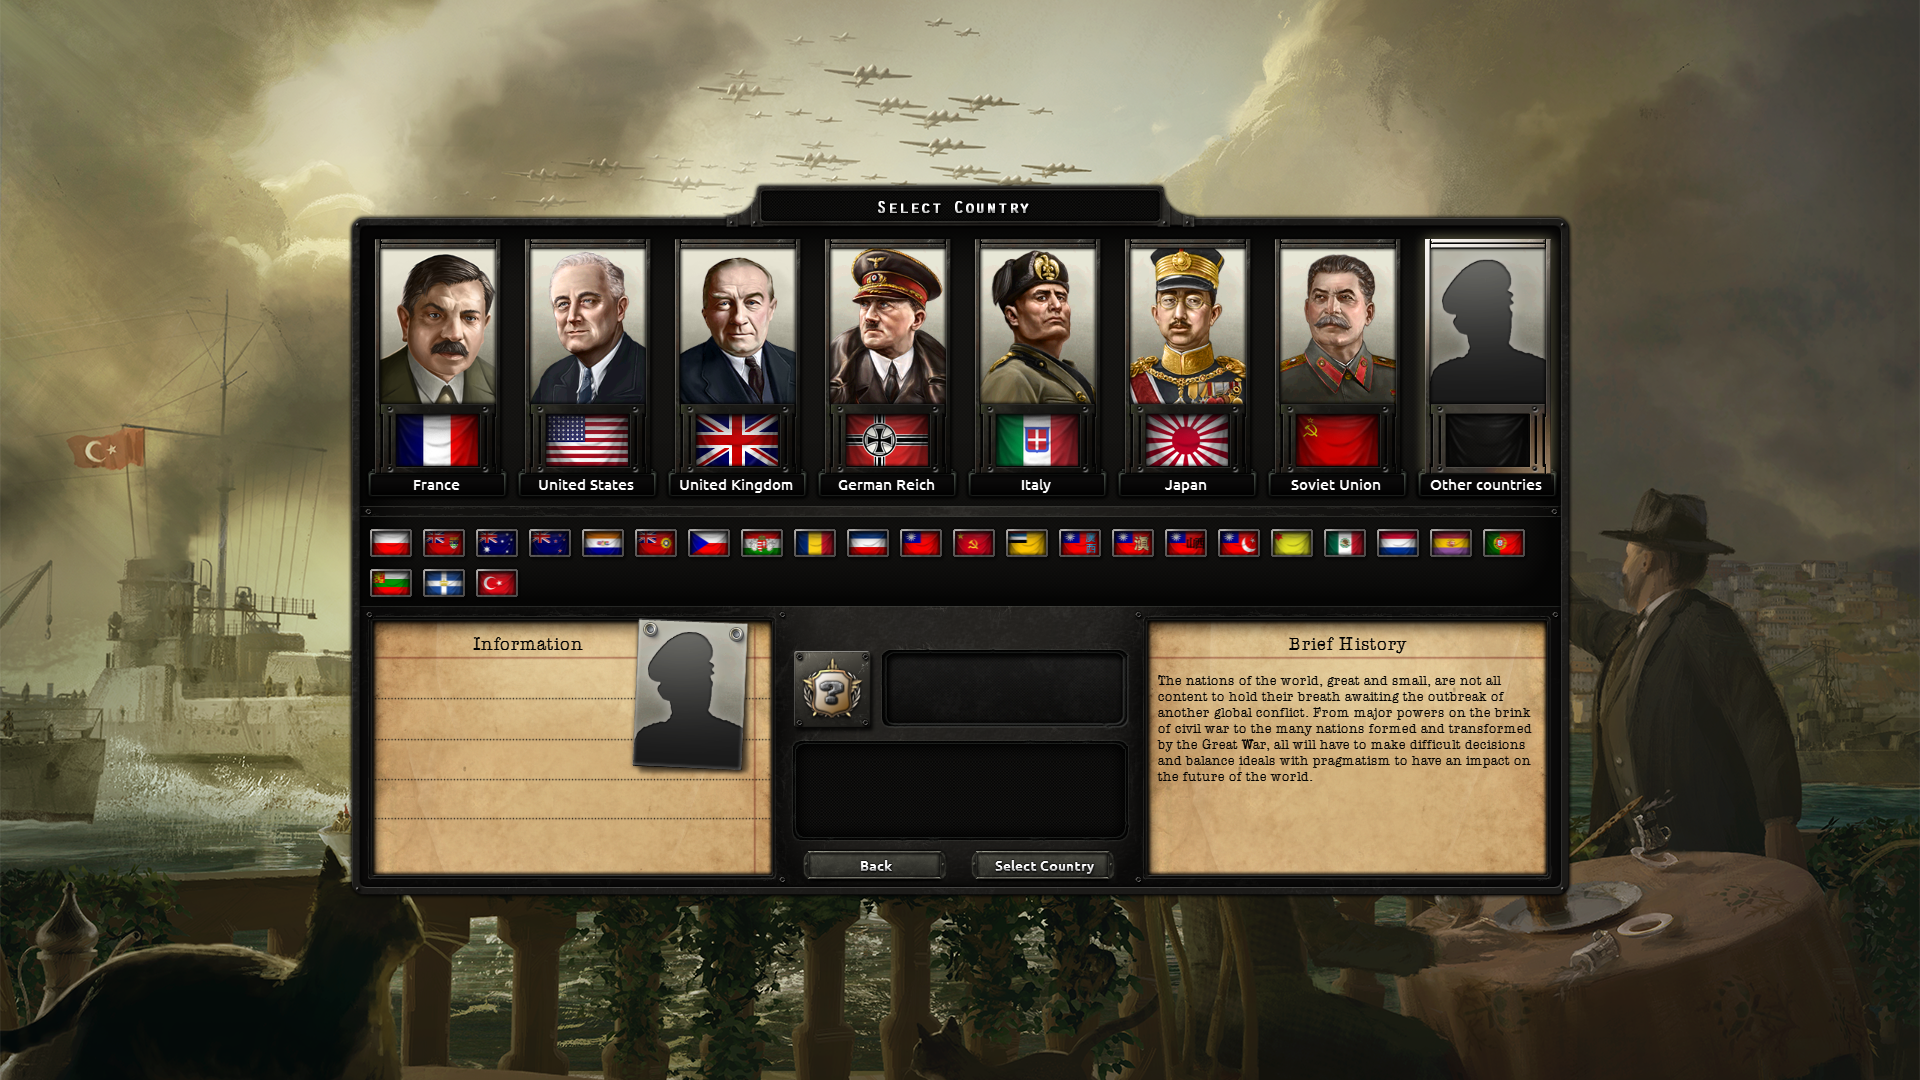 Select Country
France
United States
United Kingdom
German Reich
Italy
Japan
Soviet Union
Other countries
Information
Brief History
The nations of the world, great and small, are not all
content to hold their breath awaiting the outbreak of
another global conflict. From major powers on the brink
of civil war to the many nations formed and transformed
by the Great War, all will have to make difficult decisions
and balance ideals with pragmatism to have an impact on
the future of the world.
Back
Select Country